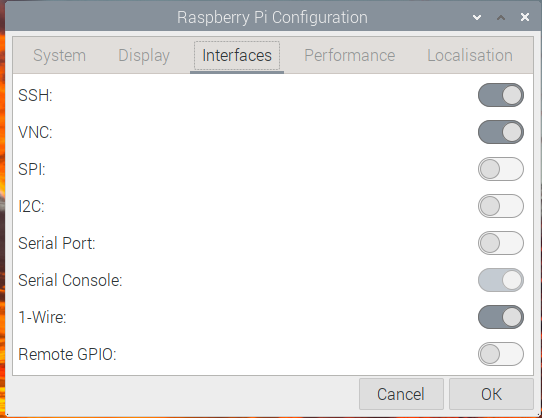 Raspberry Pi Configuration
System Display Interfaces Performance Localisation
SSH:
VNC:
SPI:
I2C:
Serial Port:
Serial Console:
1-Wire:
Remote GPIO:
Cancel OK